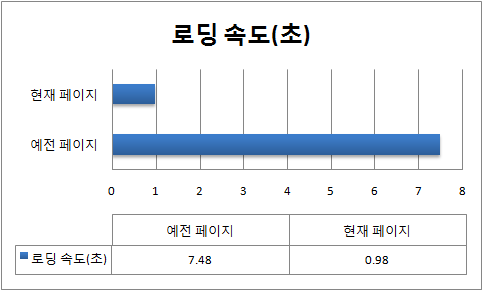 로딩 속도(초)
현재 페이지
예전 페이지
0 1 2 3 4 5 6 7 8
예전 페이지 현재 페이지
로딩 속도(초) 7.48 0.98